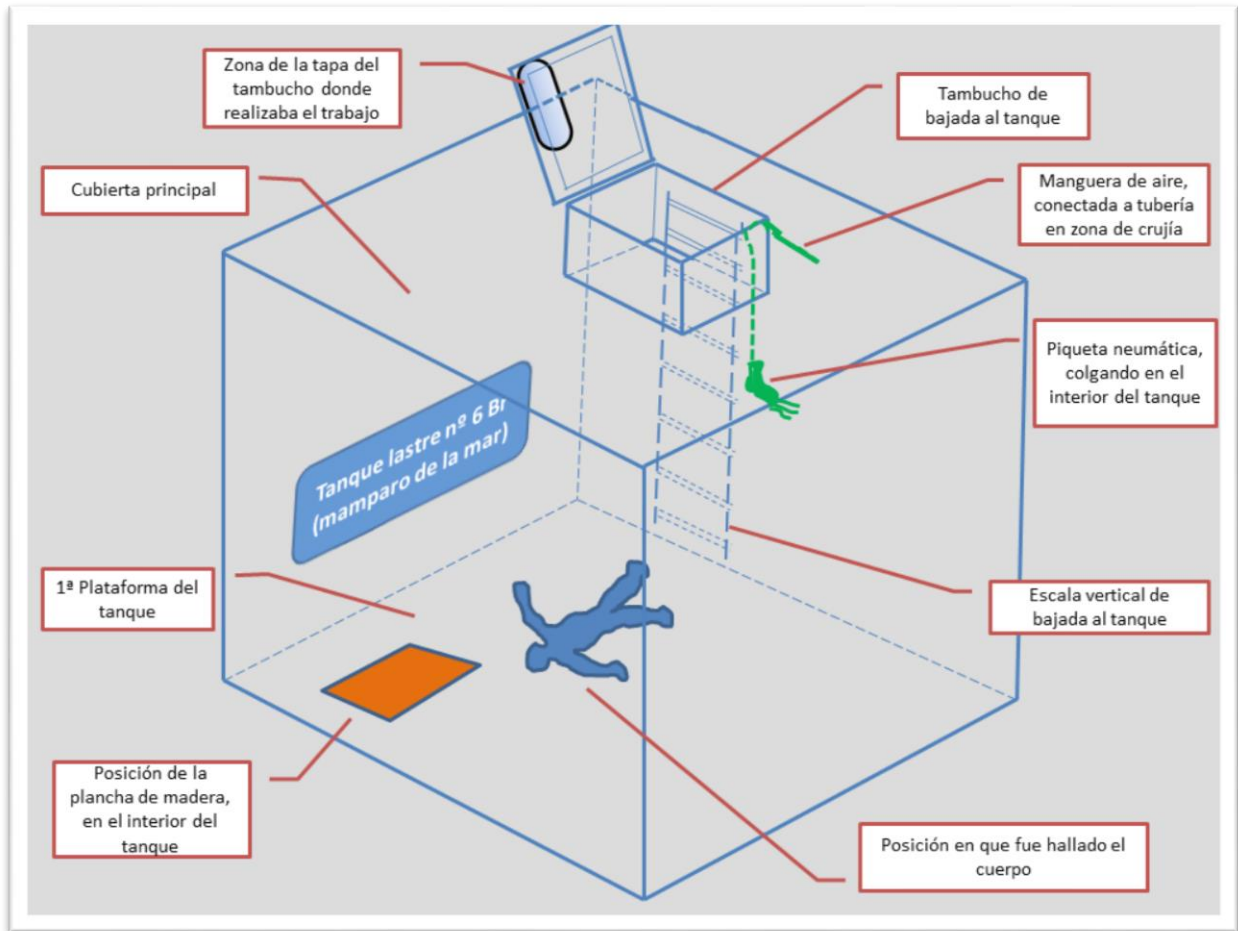 Zona de la tapa del
tambucho donde
realizaba el trabajo
Tambucho de
bajada al tanque
Cubierta principal
Manguera de aire,
conectada a tubería
en zona de crujía
Piqueta neumática,
colgando en el
interior del tanque
Tanque lastre nº 6 Br
(mamparo de la mar)
1ª Plataforma del
tanque
Escala vertical de
bajada al tanque
Posición de la
plancha de madera,
en el interior del
tanque
Posición en que fue hallado el
cuerpo